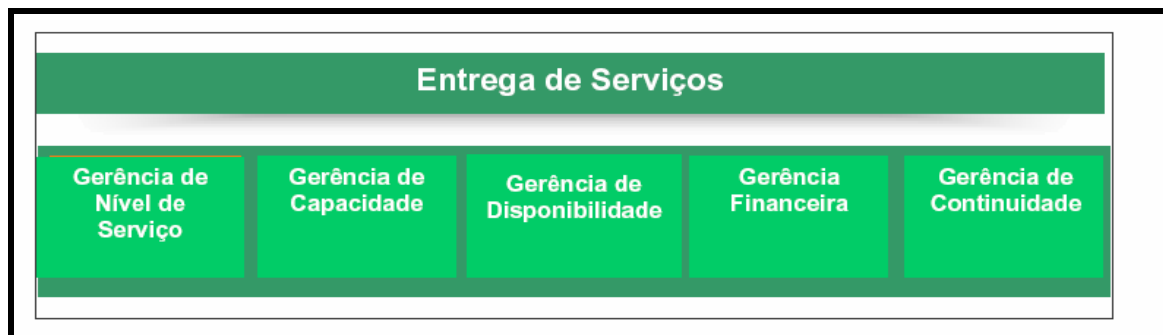 Entrega de Serviços
Gerência de
Nível de
Serviço
Gerência de
Capacidade
Gerência de
Disponibilidade
Gerência
Financeira
Gerência de
Continuidade